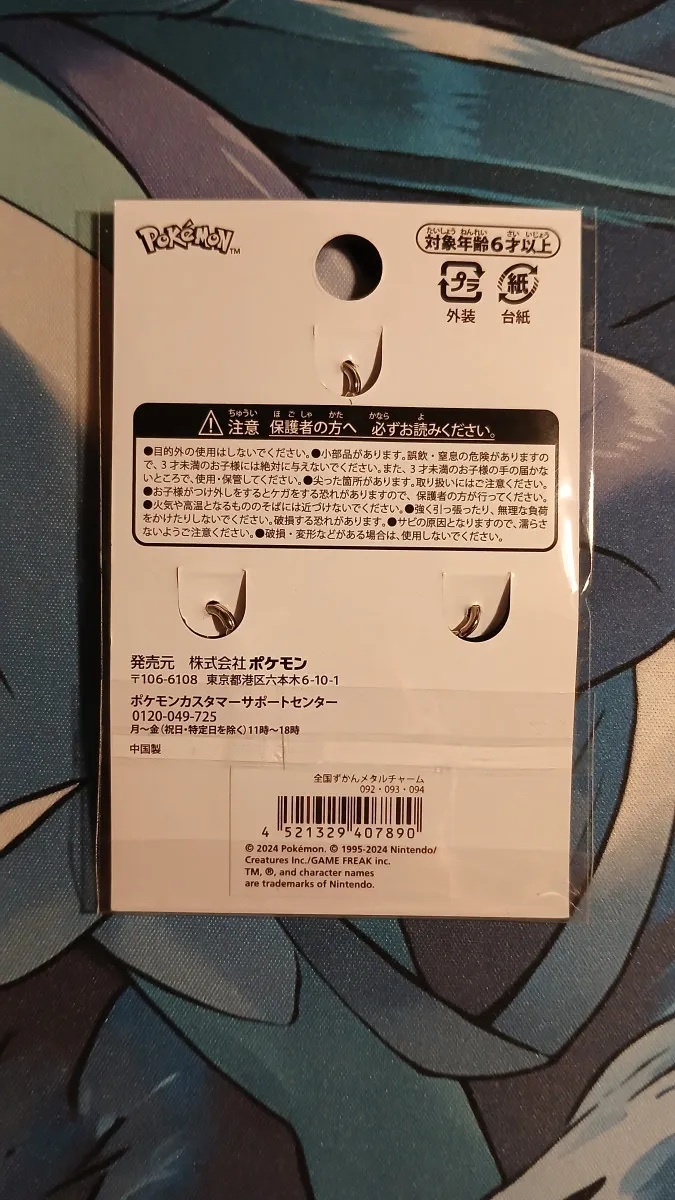 POKÉMON™
たいしょう ねんれい さい いじょう
対象年齢6才以上
プラ
紙
外装
台紙
ちゅうい ほごしゃ かた かなら よ
注意 保護者の方へ 必ずお読みください。
●目的外の使用はしないでください。●小部品があります。誤飲・窒息の危険がありますの
で、3才未満のお子様には絶対に与えないでください。また、3才未満のお子様の手の届かな
いところで、使用・保管してください。●尖った箇所があります。取り扱いにはご注意ください。
●お子様がつけ外しをするとケガをする恐れがありますので、保護者の方が行ってください。
●火気や高温となるもののそばには近づけないでください。●強く引っ張ったり、無理な負荷
をかけたりしないでください。破損する恐れがあります。●サビの原因となりますので、濡らさ
ないようご注意ください。●破損・変形などがある場合は、使用しないでください。
発売元 株式会社ポケモン
〒106-6108 東京都港区六本木6-10-1
ポケモンカスタマーサポートセンター
0120-049-725
月〜金(祝日・特定日を除く)11時〜18時
中国製
全国ずかんメタルチャーム
092・093・094
4 521329 407890
© 2024 Pokémon. © 1995-2024 Nintendo/
Creatures Inc./GAME FREAK inc.
TM, ®, and character names
are trademarks of Nintendo.